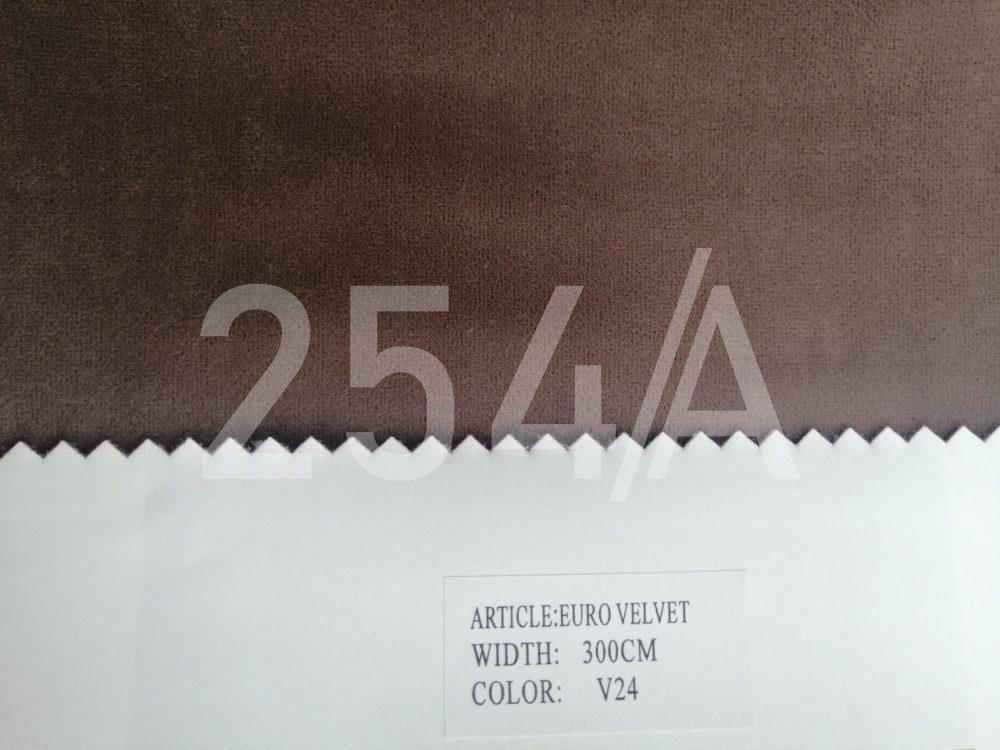 254/A
ARTICLE:EURO VELVET
WIDTH: 300CM
COLOR: V24